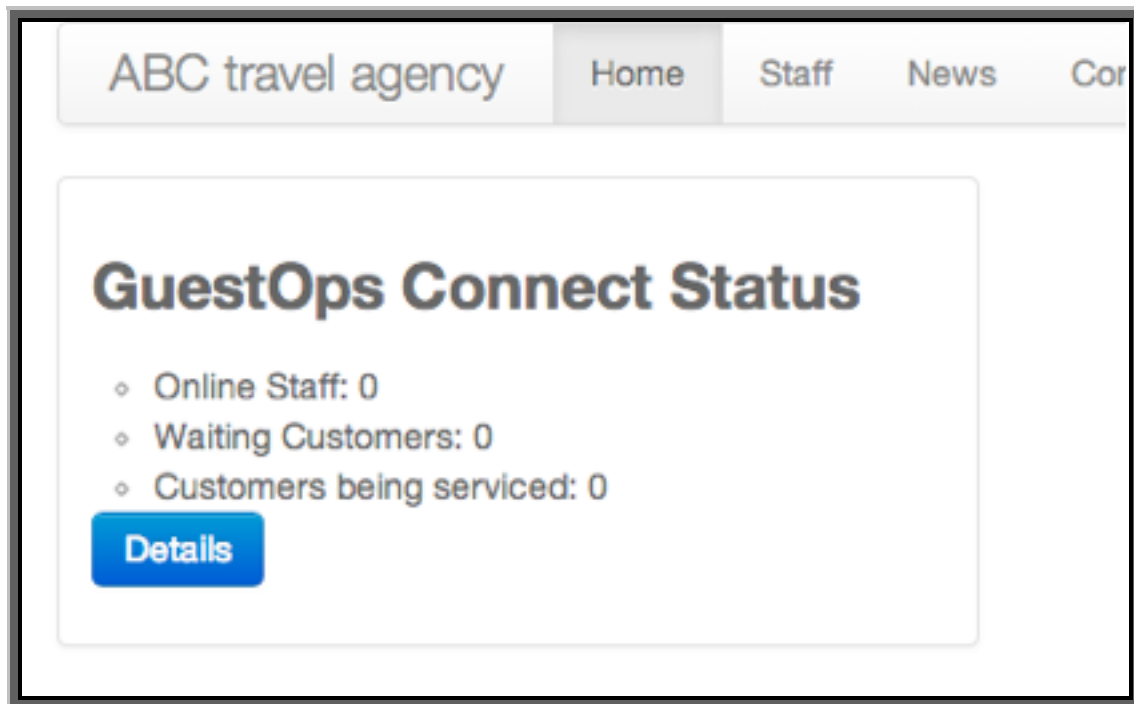 ABC travel agency Home Staff News
GuestOps Connect Status
Online Staff: 0
Waiting Customers: 0
Customers being serviced: 0
Details